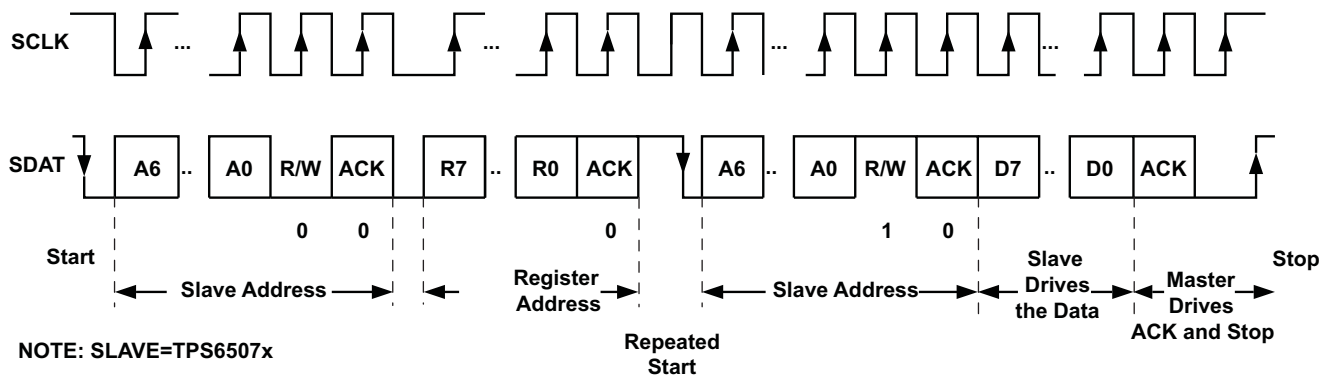 SCLK ... ... ... ...
SDAT A6 .. A0 R/W ACK R7 .. R0 ACK A6 .. A0 R/W ACK D7 .. D0 ACK
0 0 0 1 0
Start
Slave Address
Register
Address
Repeated
Start
Slave Address
Slave
Drives
the Data
Master
Drives
ACK and Stop
Stop
NOTE: SLAVE=TPS6507x